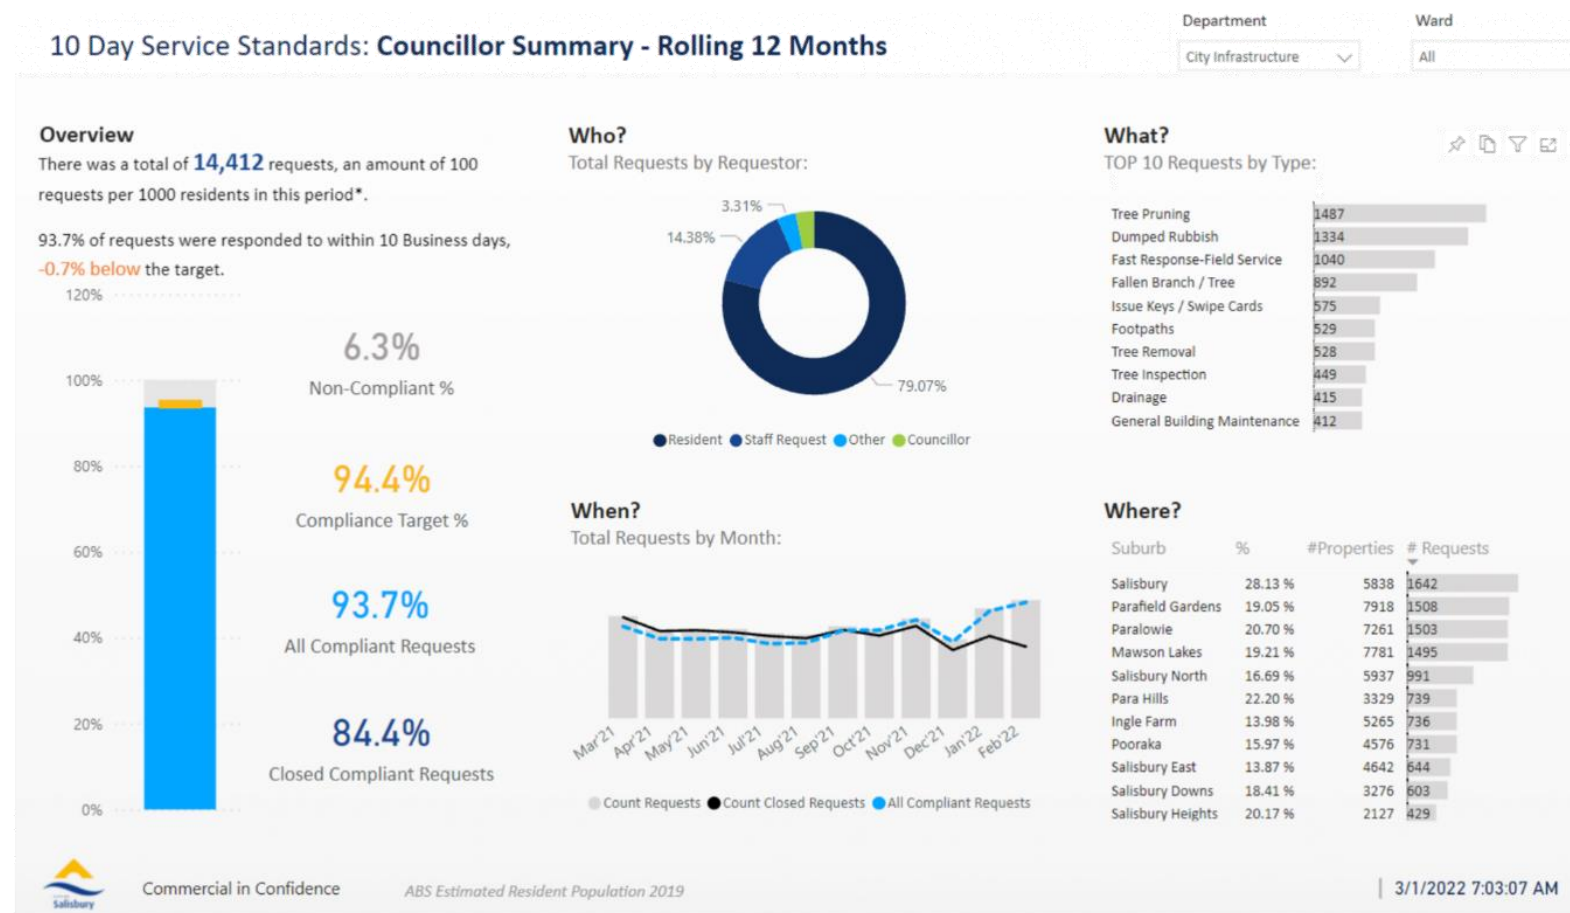 10 Day Service Standards: Councillor Summary - Rolling 12 Months
Department
Ward
City Infrastructure
All
Overview
There was a total of 14,412 requests, an amount of 100
requests per 1000 residents in this period*.
93.7% of requests were responded to within 10 Business days,
-0.7% below the target.
120%
100%
80%
60%
40%
20%
0%
6.3%
Non-Compliant %
94.4%
Compliance Target %
93.7%
All Compliant Requests
84.4%
Closed Compliant Requests
Who?
Total Requests by Requestor:
3.31%
14.38%
79.07%
Resident Staff Request Other Councillor
When?
Total Requests by Month:
Mar'21 Apr'21 May'21 Jun'21 Jul'21 Aug'21 Sep'21 Oct'21 Nov'21 Dec'21 Jan'22 Feb'22
Count Requests Count Closed Requests All Compliant Requests
What?
TOP 10 Requests by Type:
Tree Pruning 1487
Dumped Rubbish 1334
Fast Response-Field Service 1040
Fallen Branch / Tree 892
Issue Keys / Swipe Cards 575
Footpaths 529
Tree Removal 528
Tree Inspection 449
Drainage 415
General Building Maintenance 412
Where?
Suburb % #Properties # Requests
Salisbury 28.13 % 5838 1642
Parafield Gardens 19.05 % 7918 1508
Paralowie 20.70 % 7261 1503
Mawson Lakes 19.21 % 7781 1495
Salisbury North 16.69 % 5937 991
Para Hills 22.20 % 3329 739
Ingle Farm 13.98 % 5265 736
Pooraka 15.97 % 4576 731
Salisbury East 13.87 % 4642 644
Salisbury Downs 18.41 % 3276 603
Salisbury Heights 20.17 % 2127 429
Salisbury
Commercial in Confidence
ABS Estimated Resident Population 2019
3/1/2022 7:03:07 AM